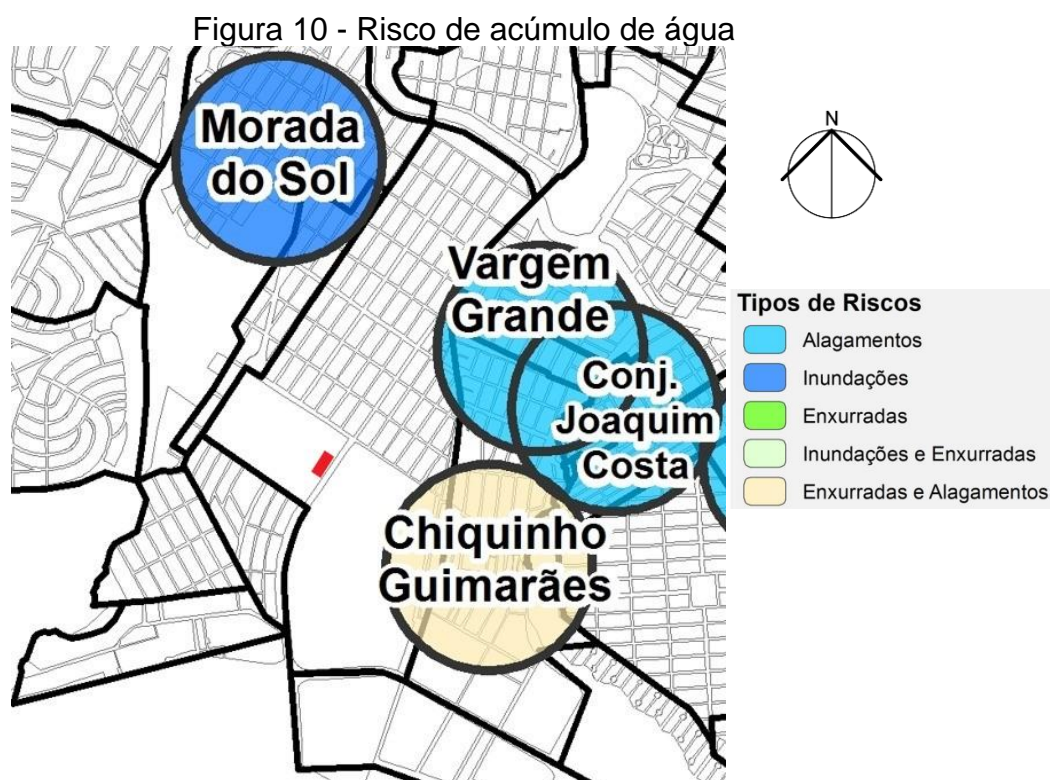 Figura 10 - Risco de acúmulo de água
Morada
do Sol
N
Vargem
Grande
Conj.
Joaquim
Costa
Chiquinho
Guimarães
Tipos de Riscos
Alagamentos
Inundações
Enxurradas
Inundações e Enxurradas
Enxurradas e Alagamentos